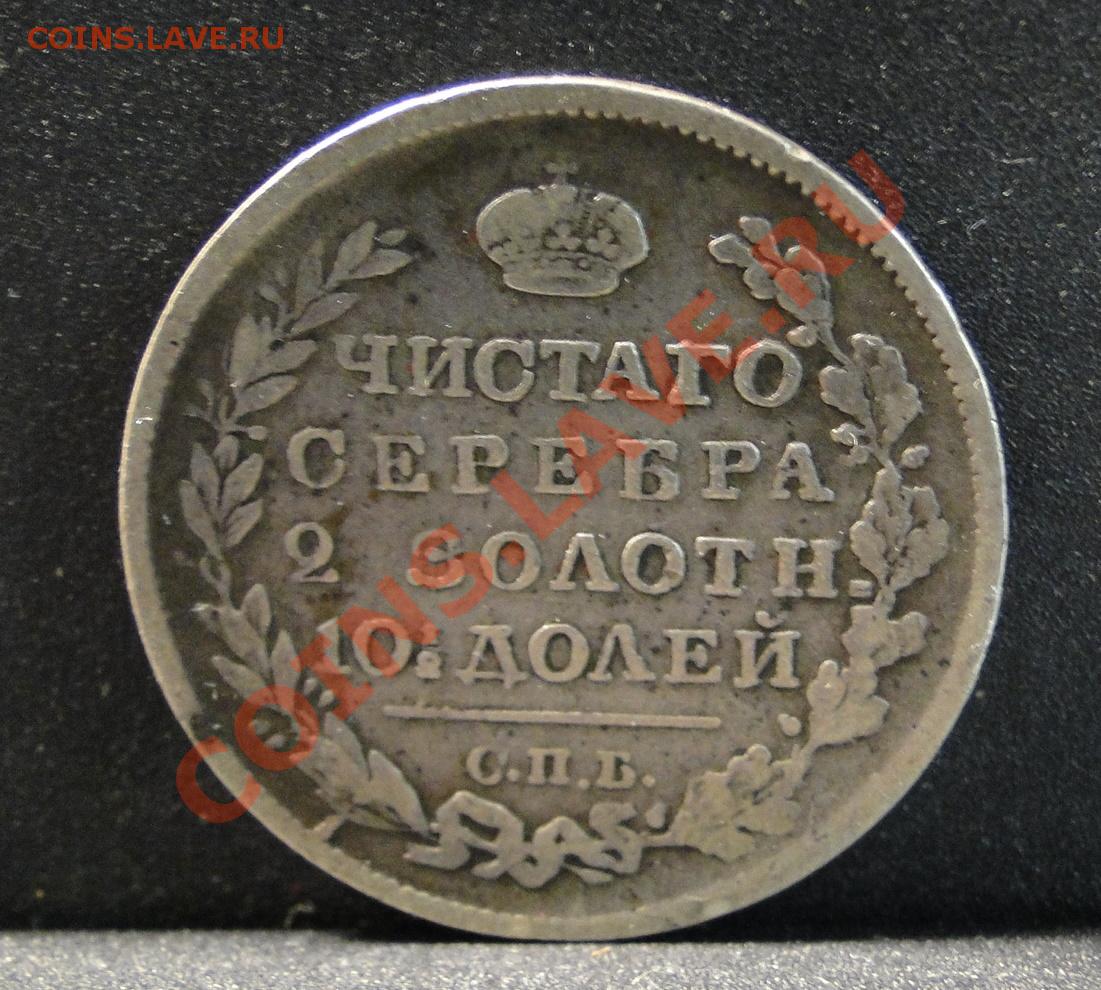 COINS.LAVE.RU
ЧИСТАГО
СЕРЕБРА
2 ЗОЛОТН.
10: ДОЛЕЙ
С.П.Б.
COINS.LAVE.RU